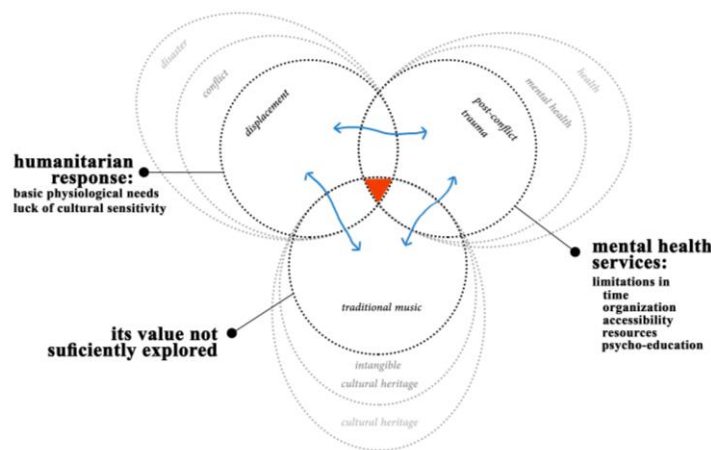 disaster
conflict
displacement
humanitarian
response:
basic physiological needs
luck of cultural sensitivity
post-conflict
trauma
mental health
health
mental health
services:
limitations in
time
organization
accessibility
resources
psycho-education
its value not
suficiently explored
traditional music
intangible
cultural heritage
cultural heritage